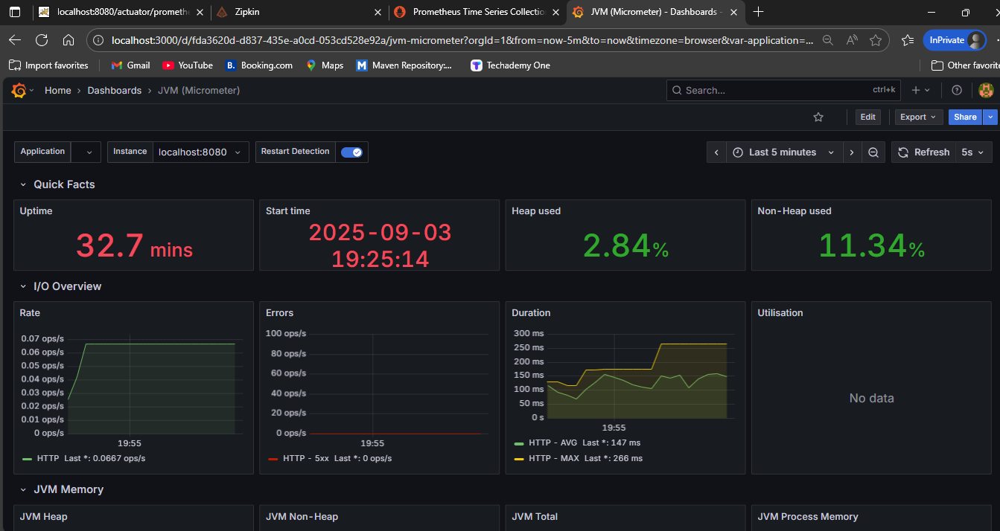 localhost:8080/actuator/prometh
Zipkin
Prometheus Time Series Collectio
JVM (Micrometer) - Dashboards -
localhost:3000/d/fda3620d-d837-435e-a0cd-053cd528e92a/jvm-micrometer?orgId=1&from=now-5m&to=now&timezone=browser&var-application=...
InPrivate
Import favorites
Gmail
YouTube
B. Booking.com
Maps
M Maven Repository:...
Techademy One
Other favorite
Home › Dashboards › JVM (Micrometer)
Search...
ctrl+k
Edit
Export
Share
Application
Instance
localhost:8080
Restart Detection
Last 5 minutes
Refresh
5s
Quick Facts
Uptime
32.7 mins
Start time
2025-09-03
19:25:14
Heap used
2.84%
Non-Heap used
11.34%
I/O Overview
Rate
0.07 ops/s
0.06 ops/s
0.05 ops/s
0.04 ops/s
0.03 ops/s
0.02 ops/s
0.01 ops/s
0 ops/s
19:55
HTTP Last *: 0.0667 ops/s
Errors
100 ops/s
80 ops/s
60 ops/s
40 ops/s
20 ops/s
0 ops/s
19:55
HTTP - 5xx Last *: 0 ops/s
Duration
300 ms
250 ms
200 ms
150 ms
100 ms
50 ms
0 s
19:55
HTTP - AVG Last *: 147 ms
HTTP - MAX Last *: 266 ms
Utilisation
No data
JVM Memory
JVM Heap
JVM Non-Heap
JVM Total
JVM Process Memory